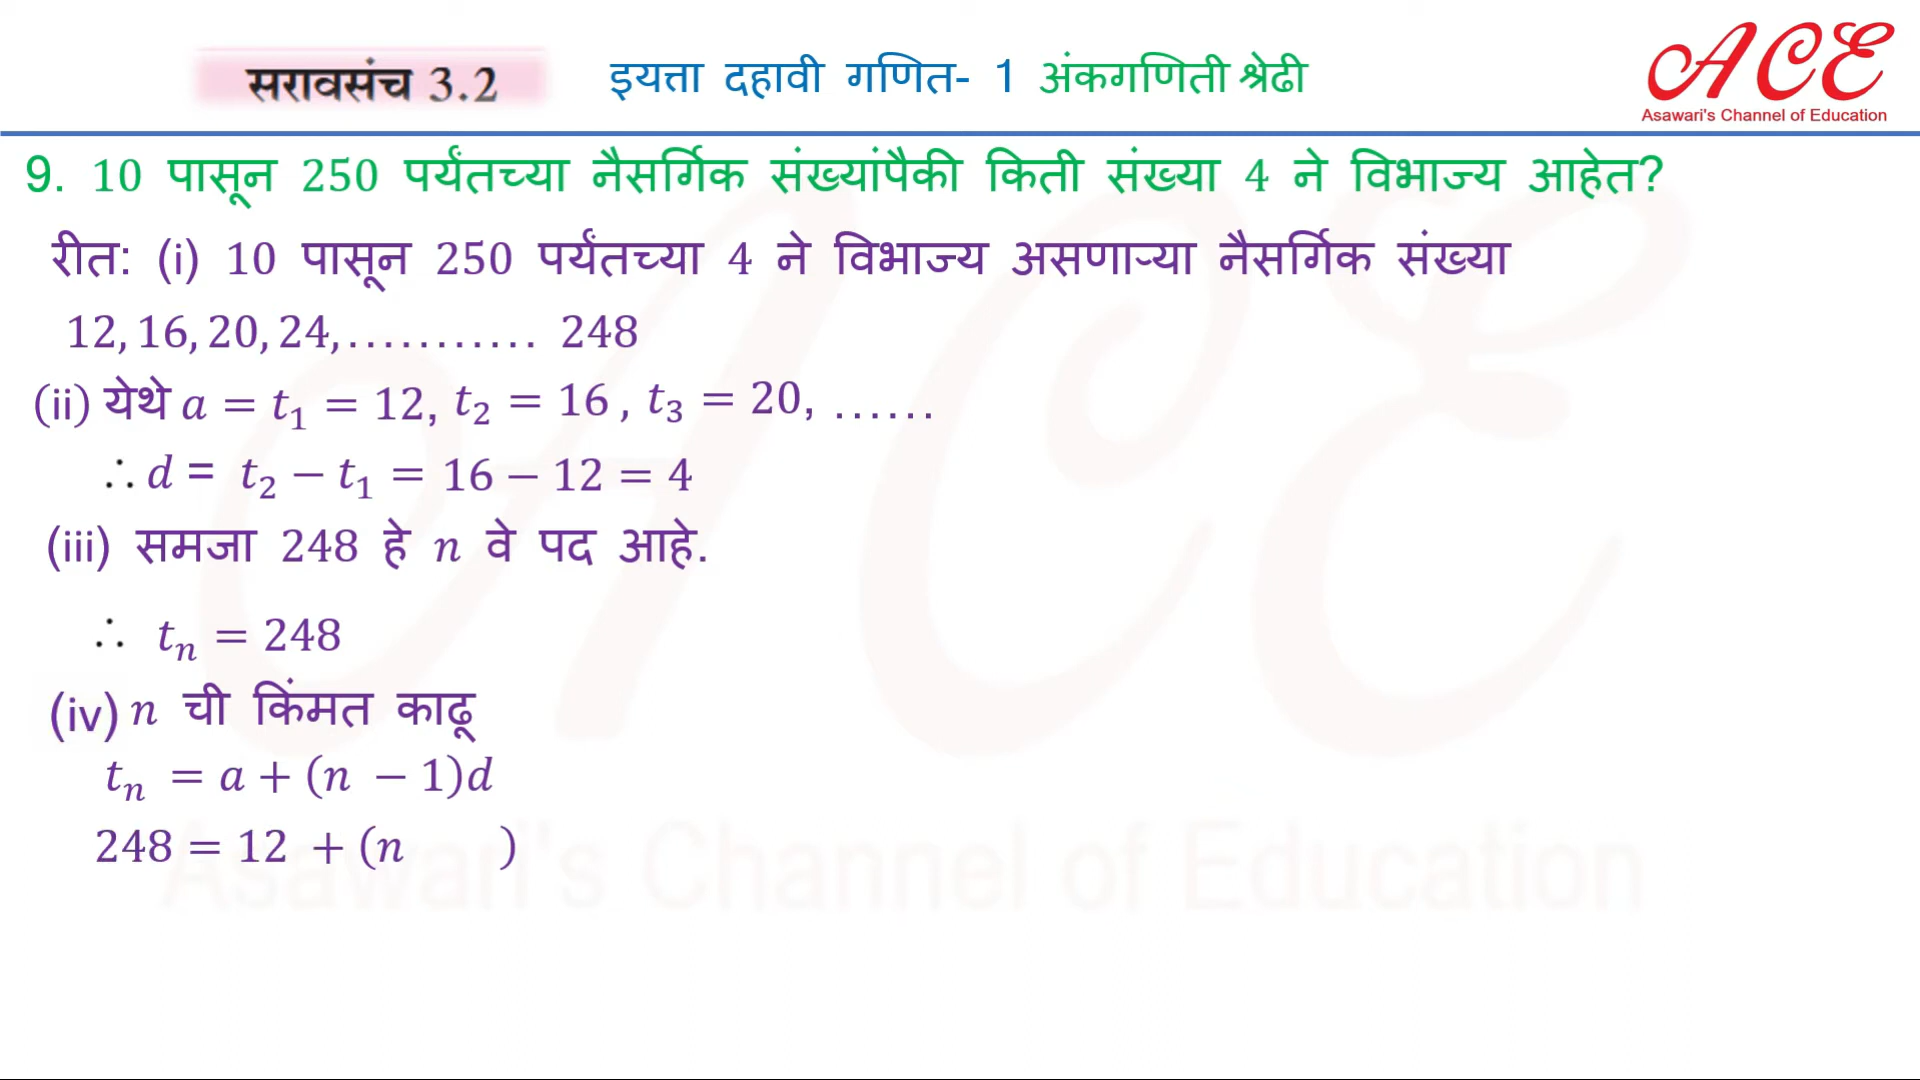 सरावसंच 3.2
इयत्ता दहावी गणित- 1 अंकगणिती श्रेढी
ACE
Asawari's Channel of Education
9. 10 पासून 250 पर्यंतच्या नैसर्गिक संख्यांपैकी किती संख्या 4 ने विभाज्य आहेत?
रीत: (i) 10 पासून 250 पर्यंतच्या 4 ने विभाज्य असणाऱ्या नैसर्गिक संख्या
12, 16, 20, 24,........... 248
(ii) येथे a = t₁ = 12, t₂ = 16 , t₃ = 20, ......
∴ d = t₂ − t₁ = 16 − 12 = 4
(iii) समजा 248 हे n वे पद आहे.
∴ tₙ = 248
(iv) n ची किंमत काढू
tₙ = a + (n − 1)d
248 = 12 + (n )
ACE
Asawari's Channel of Education